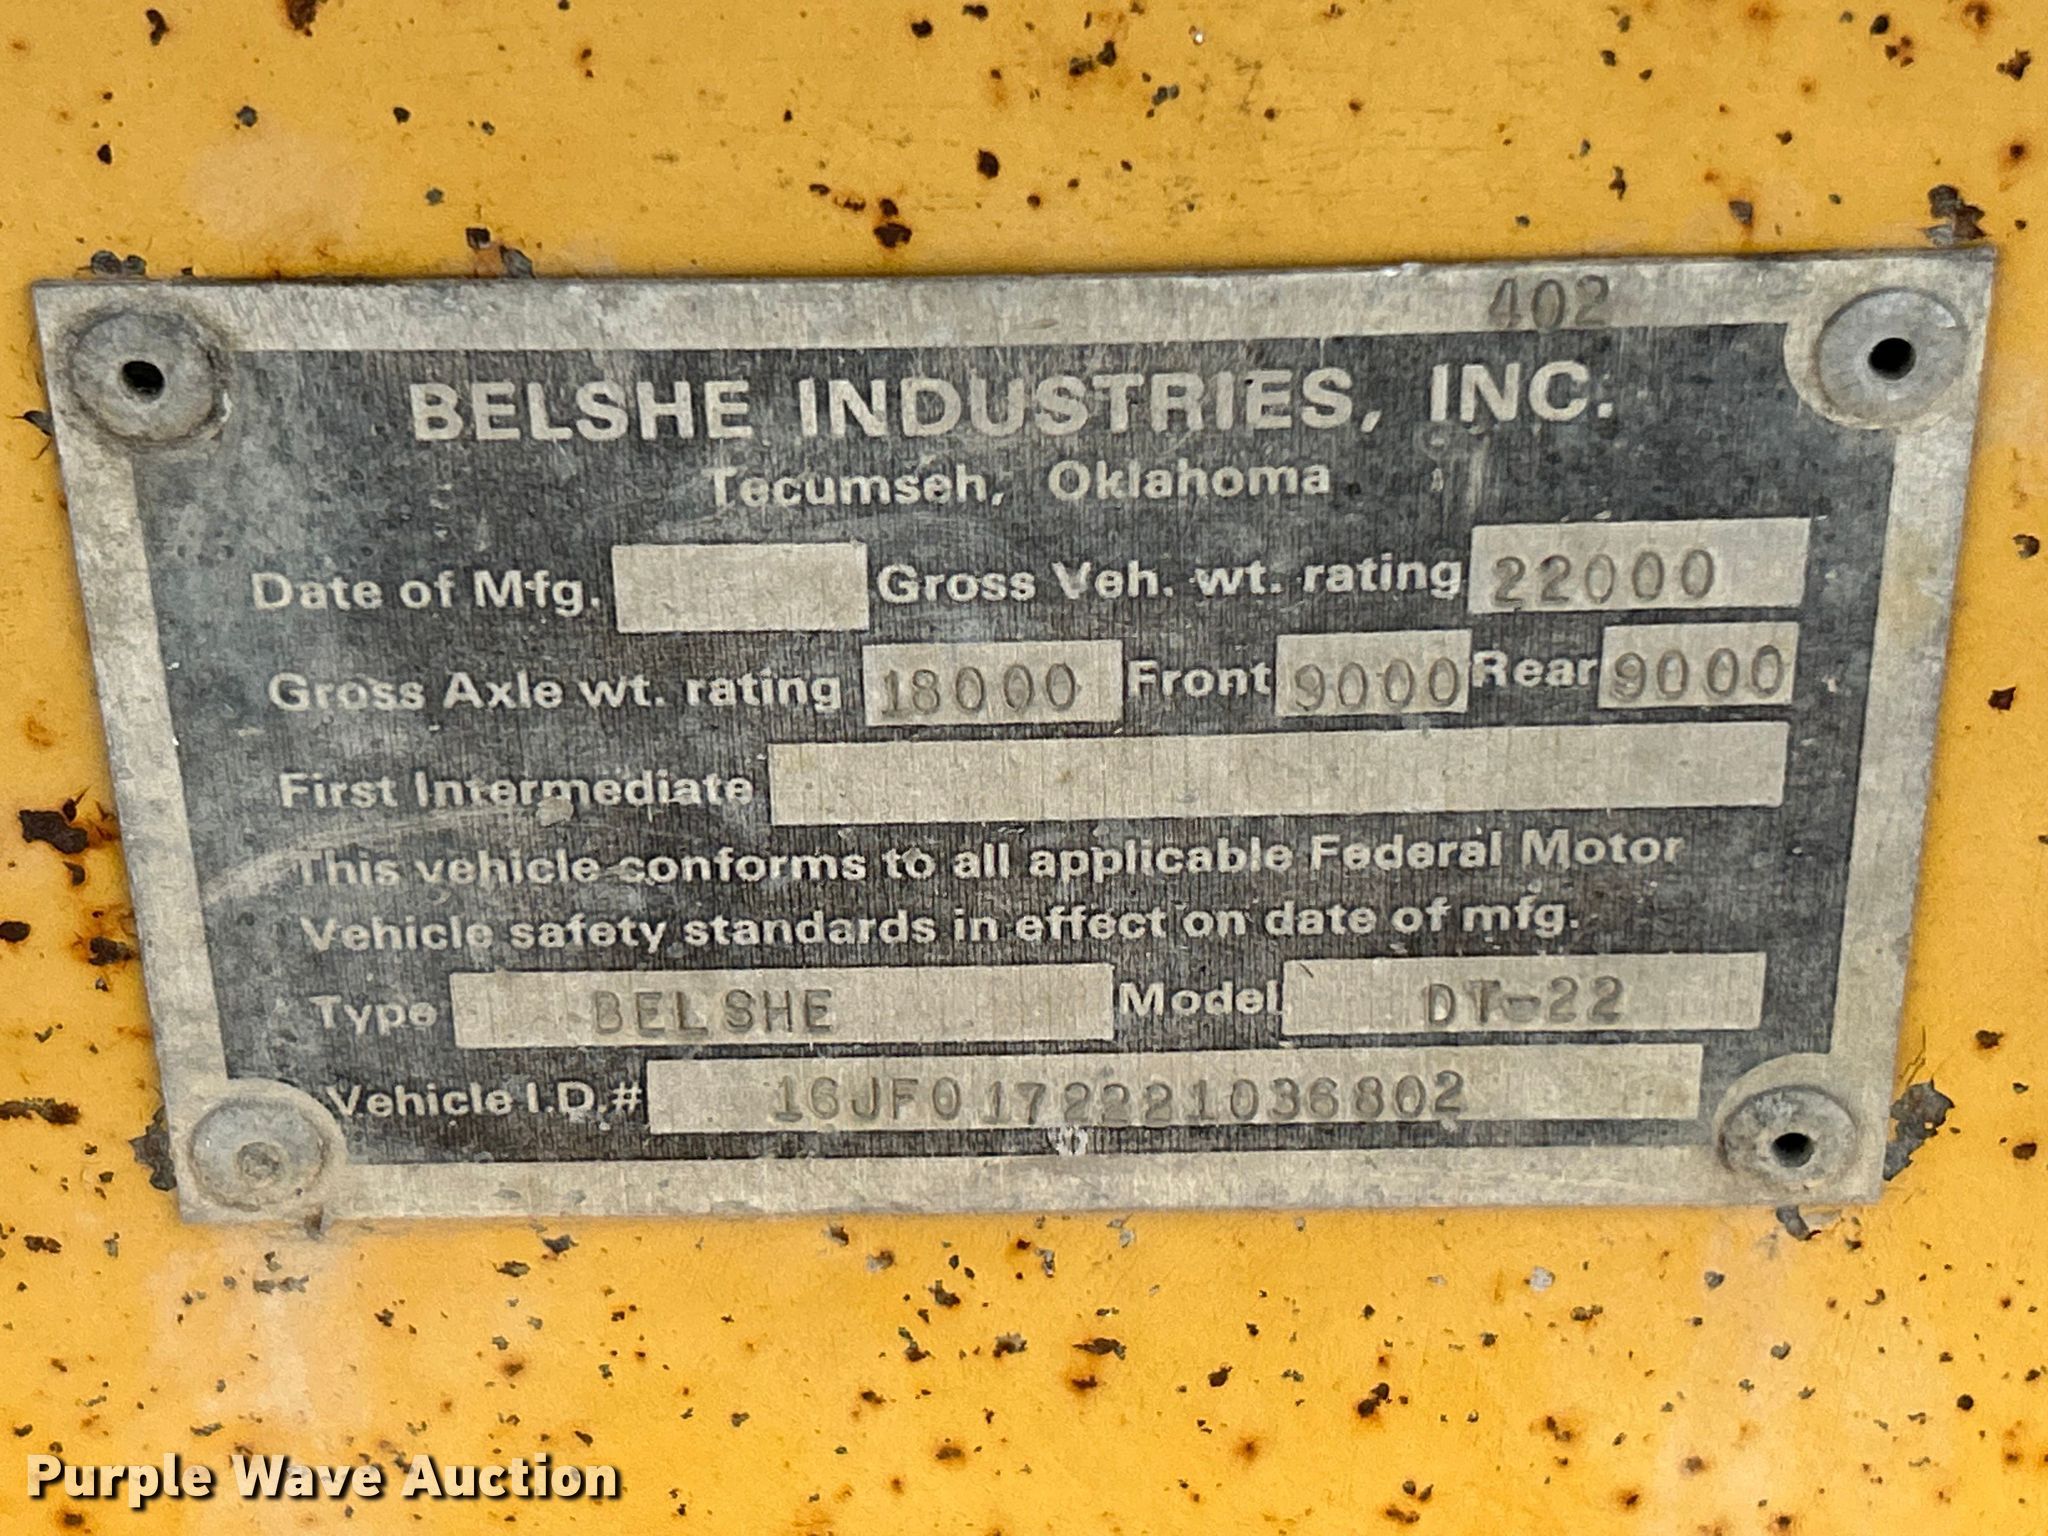 402
BELSHE INDUSTRIES, INC.
Tecumseh, Oklahoma
Date of Mfg. Gross Veh. wt. rating 22000
Gross Axle wt. rating 18000 Front 9000 Rear 9000
First Intermediate
This vehicle conforms to all applicable Federal Motor
Vehicle safety standards in effect on date of mfg.
Type BELSHE Model DT-22
Vehicle I.D.# 16JF0172221036802
Purple Wave Auction